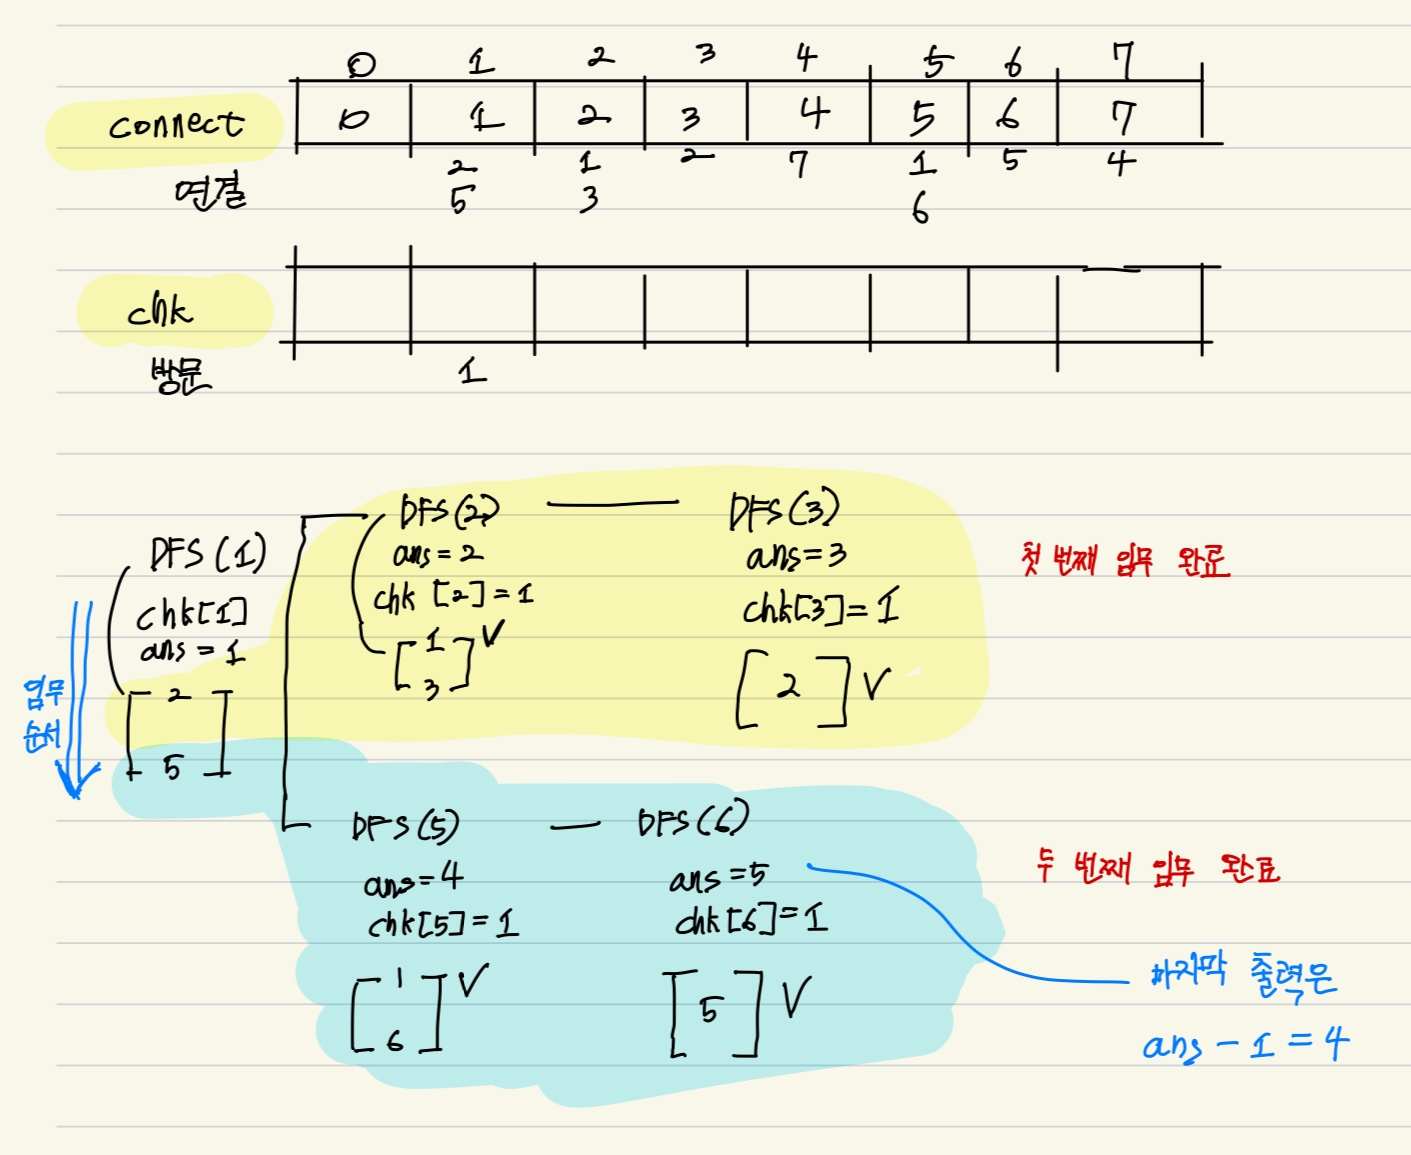 0 1 2 3 4 5 6 7
connect 0 1 2 3 4 5 6 7
2 1 2 7 1 5 4
연결 5 3 6
chk
방문 1
DFS(1)
chk[1]
ans = 1
2
5
업무
순서
DFS(2)
ans = 2
chk [2] = 1
1 V
3
DFS(3)
ans = 3
chk[3] = 1
2 V
첫 번째 업무 완료
DFS(5)
ans = 4
chk[5] = 1
1 V
6
DFS(6)
ans = 5
chk[6] = 1
5 V
두 번째 업무 완료
마지막 출력은
ans - 1 = 4